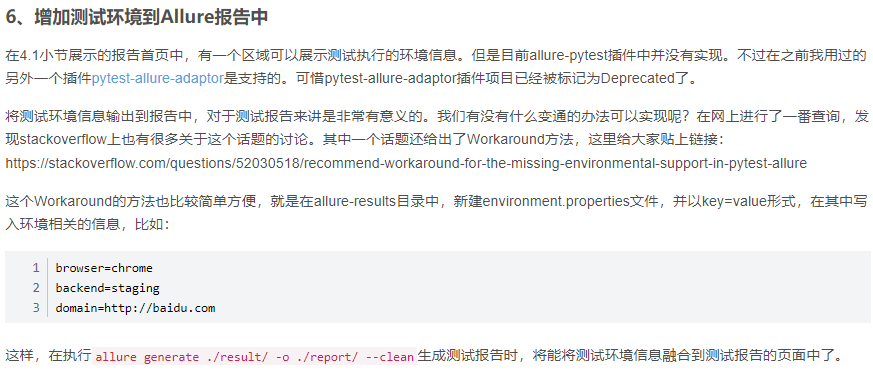 6、增加测试环境到Allure报告中
在4.1小节展示的报告首页中，有一个区域可以展示测试执行的环境信息。但是目前allure-pytest插件中并没有实现。不过在之前我用过的
另外一个插件pytest-allure-adaptor是支持的。可惜pytest-allure-adaptor插件项目已经被标记为Deprecated了。
将测试环境信息输出到报告中，对于测试报告来讲是非常有意义的。我们有没有什么变通的办法可以实现呢？在网上进行了一番查询，发
现stackoverflow上也有很多关于这个话题的讨论。其中一个话题还给出了Workaround方法，这里给大家贴上链接：
https://stackoverflow.com/questions/52030518/recommend-workaround-for-the-missing-environmental-support-in-pytest-allure
这个Workaround的方法也比较简单方便，就是在allure-results目录中，新建environment.properties文件，并以key=value形式，在其中写
入环境相关的信息，比如：
1 browser=chrome
2 backend=staging
3 domain=http://baidu.com
这样，在执行allure generate ./result/ -o ./report/ --clean生成测试报告时，将能将测试环境信息融合到测试报告的页面中了。